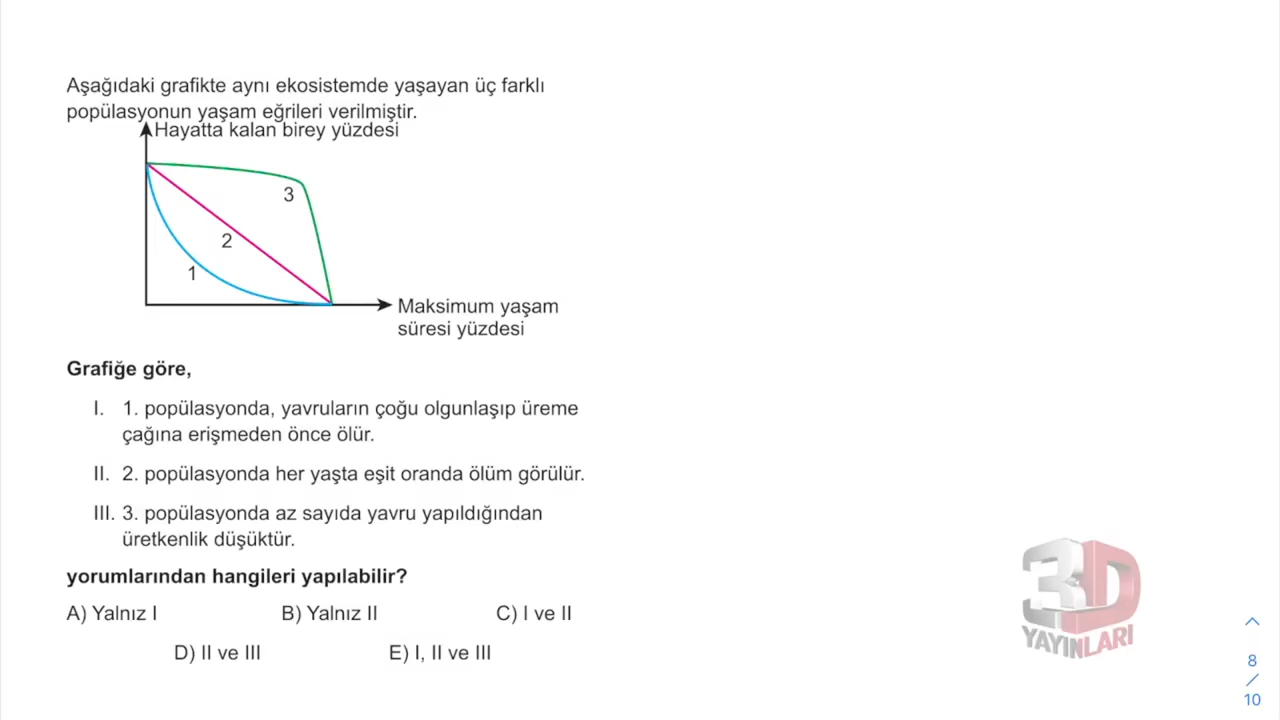 Aşağıdaki grafikte aynı ekosistemde yaşayan üç farklı
popülasyonun yaşam eğrileri verilmiştir.
Hayatta kalan birey yüzdesi
3
2
1
Maksimum yaşam
süresi yüzdesi
Grafiğe göre,
I. 1. popülasyonda, yavruların çoğu olgunlaşıp üreme
çağına erişmeden önce ölür.
II. 2. popülasyonda her yaşta eşit oranda ölüm görülür.
III. 3. popülasyonda az sayıda yavru yapıldığından
üretkenlik düşüktür.
yorumlarından hangileri yapılabilir?
A) Yalnız I B) Yalnız II C) I ve II
D) II ve III E) I, II ve III
3D
YAYINLARI
8
/
10